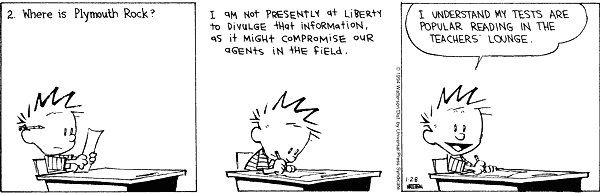 2. Where is Plymouth Rock?
I am not presently at liberty
to divulge that information,
as it might compromise our
agents in the field.
I UNDERSTAND MY TESTS ARE
POPULAR READING IN THE
TEACHERS' LOUNGE.
© 1994 Watterson/Dist. by Universal Press Syndicate
1-28
WATTERSON